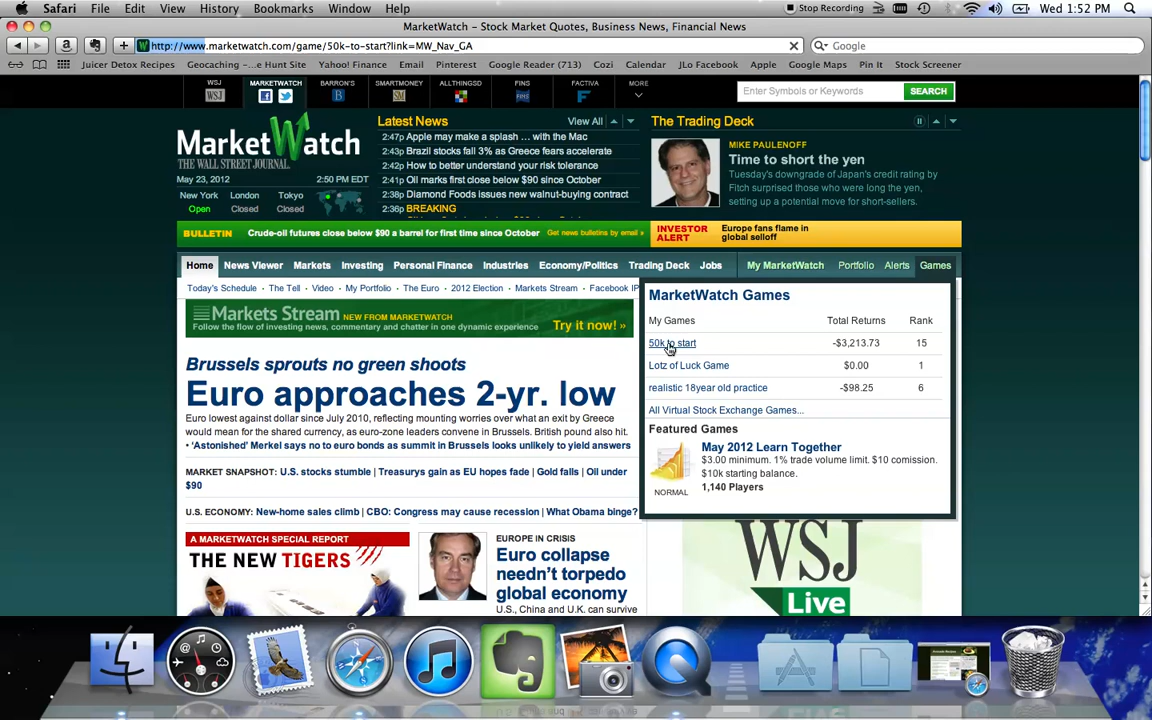 Safari File Edit View History Bookmarks Window Help Stop Recording Wed 1:52 PM
MarketWatch - Stock Market Quotes, Business News, Financial News
http://www.marketwatch.com/game/50k-to-start?link=MW_Nav_GA Google
Juicer Detox Recipes Geocaching -...e Hunt Site Yahoo! Finance Email Pinterest Google Reader (713) Cozi Calendar JLo Facebook Apple Google Maps Pin It Stock Screener
WSJ MARKETWATCH BARRON'S SMARTMONEY ALLTHINGSD FINS FACTIVA MORE
Enter Symbols or Keywords SEARCH
MarketWatch
THE WALL STREET JOURNAL
May 23, 2012 2:50 PM EDT
New York London Tokyo
Open Closed Closed
Latest News View All
2:47p Apple may make a splash ... with the Mac
2:43p Brazil stocks fall 3% as Greece fears accelerate
2:42p How to better understand your risk tolerance
2:41p Oil marks first close below $90 since October
2:38p Diamond Foods issues new walnut-buying contract
2:36p BREAKING
The Trading Deck
MIKE PAULENOFF
Time to short the yen
Tuesday's downgrade of Japan's credit rating by
Fitch surprised those who were long the yen,
setting up a potential move for short-sellers.
BULLETIN Crude-oil futures close below $90 a barrel for first time since October Get news bulletins by email »
INVESTOR ALERT Europe fans flame in
global selloff
Home News Viewer Markets Investing Personal Finance Industries Economy/Politics Trading Deck Jobs My MarketWatch Portfolio Alerts Games
Today's Schedule The Tell Video My Portfolio The Euro 2012 Election Markets Stream Facebook IP
Markets Stream NEW FROM MARKETWATCH
Follow the flow of investing news, commentary and chatter in one dynamic experience Try it now! »
Brussels sprouts no green shoots
Euro approaches 2-yr. low
Euro lowest against dollar since July 2010, reflecting mounting worries over what an exit by Greece
would mean for the shared currency, as euro-zone leaders convene in Brussels. British pound also hit.
• 'Astonished' Merkel says no to euro bonds as summit in Brussels looks unlikely to yield answers
MARKET SNAPSHOT: U.S. stocks stumble | Treasurys gain as EU hopes fade | Gold falls | Oil under
$90
U.S. ECONOMY: New-home sales climb | CBO: Congress may cause recession | What Obama binge?
A MARKETWATCH SPECIAL REPORT
THE NEW TIGERS
EUROPE IN CRISIS
Euro collapse
needn't torpedo
global economy
U.S., China and U.K. can survive
MarketWatch Games
My Games Total Returns Rank
50k to start -$3,213.73 15
Lotz of Luck Game $0.00 1
realistic 18year old practice -$98.25 6
All Virtual Stock Exchange Games...
Featured Games
May 2012 Learn Together
$3.00 minimum. 1% trade volume limit. $10 comission.
$10k starting balance.
1,140 Players
NORMAL
WSJ
Live